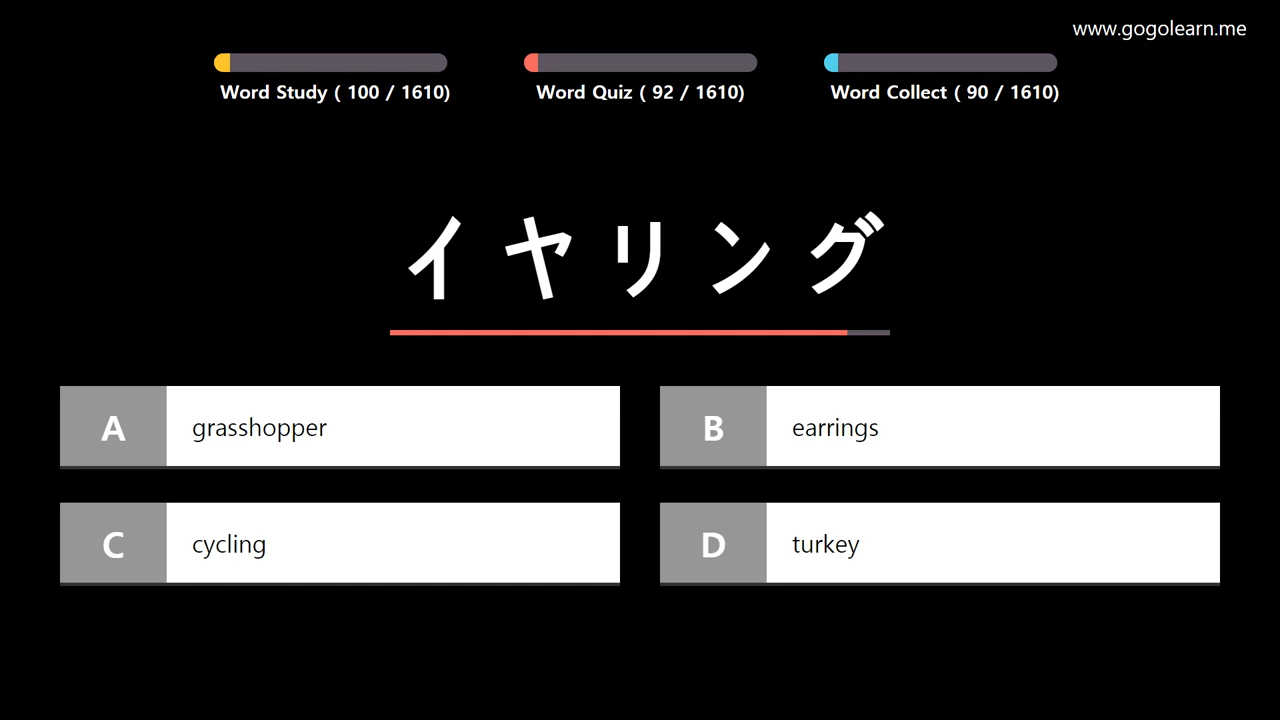 www.gogolearn.me
Word Study ( 100 / 1610)
Word Quiz ( 92 / 1610)
Word Collect ( 90 / 1610)
イヤリング
A grasshopper
B earrings
C cycling
D turkey